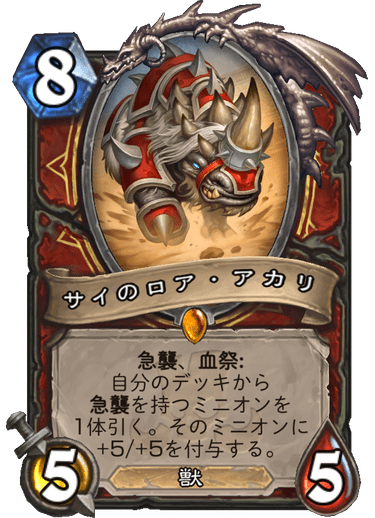 8
サイのロア・アカリ
急襲、血祭:
自分のデッキから
急襲を持つミニオンを
1体引く。そのミニオンに
+5/+5を付与する。
5
獣
5